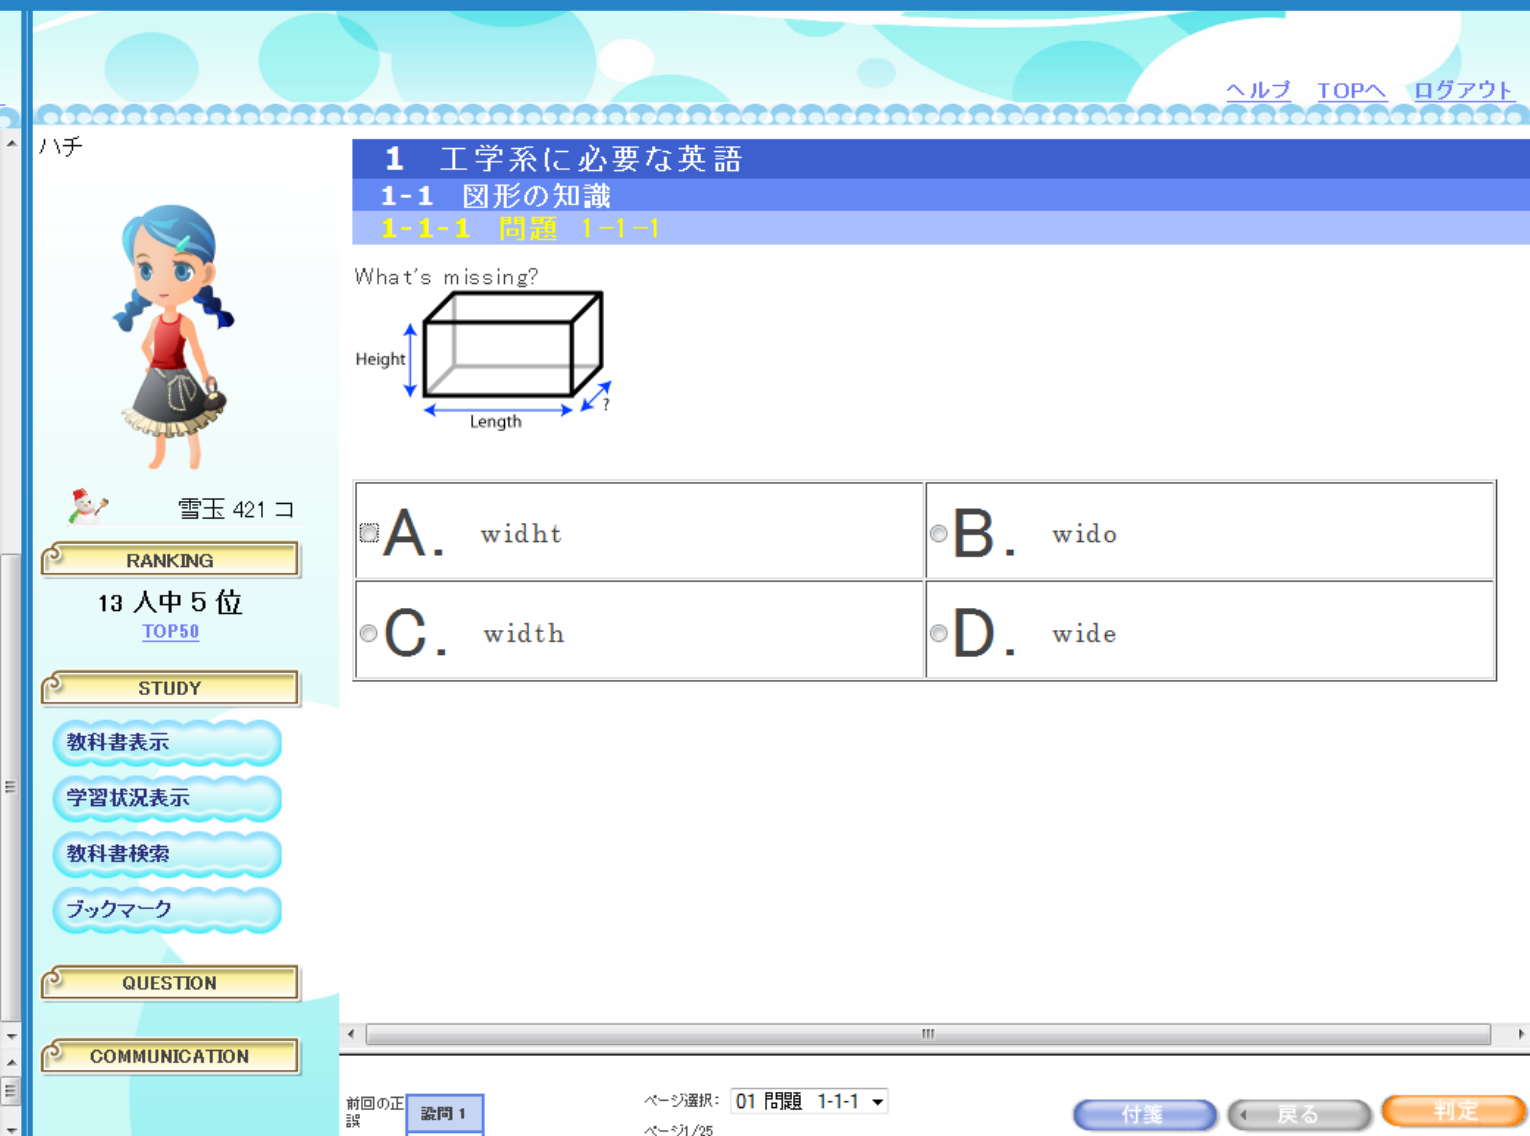 ヘルプ TOPへ ログアウト
ハチ
1 工学系に必要な英語
1-1 図形の知識
1-1-1 問題 1-1-1
What's missing?
Height
Length
?
A. widht
B. wido
C. width
D. wide
雪玉 421 コ
RANKING
13 人中 5 位
TOP50
STUDY
教科書表示
学習状況表示
教科書検索
ブックマーク
QUESTION
COMMUNICATION
前回の正誤
設問 1
ページ選択: 01 問題 1-1-1
ページ1/25
付箋 戻る 判定